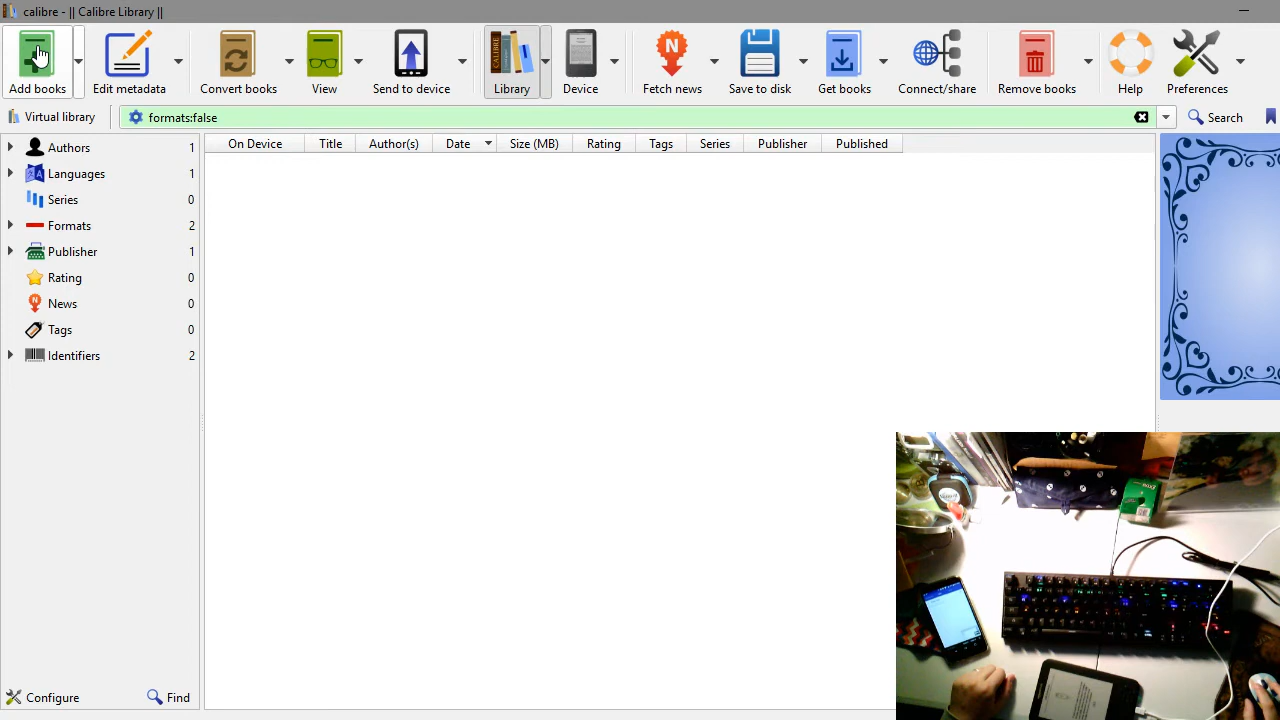 calibre - || Calibre Library ||
Add books
Edit metadata
Convert books
View
Send to device
CALIBRE
Library
Device
N
Fetch news
Save to disk
Get books
Connect/share
Remove books
Help
Preferences
Virtual library
formats:false
Search
Authors 1
Languages 1
Series 0
Formats 2
Publisher 1
Rating 0
News 0
Tags 0
Identifiers 2
On Device Title Author(s) Date Size (MB) Rating Tags Series Publisher Published
Configure
Find